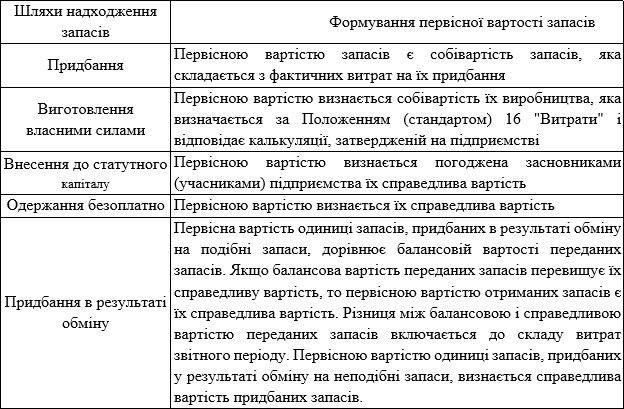 Шляхи надходження
запасів
Формування первісної вартості запасів
Придбання
Первісною вартістю запасів є собівартість запасів, яка
складається з фактичних витрат на їх придбання
Виготовлення
власними силами
Первісною вартістю визнається собівартість їх виробництва, яка
визначається за Положенням (стандартом) 16 "Витрати" і
відповідає калькуляції, затвердженій на підприємстві
Внесення до статутного
капіталу
Первісною вартістю визнається погоджена засновниками
(учасниками) підприємства їх справедлива вартість
Одержання безоплатно
Первісною вартістю визнається їх справедлива вартість
Придбання в результаті
обміну
Первісна вартість одиниці запасів, придбаних в результаті обміну
на подібні запаси, дорівнює балансовій вартості переданих
запасів. Якщо балансова вартість переданих запасів перевищує їх
справедливу вартість, то первісною вартістю отриманих запасів є
їх справедлива вартість. Різниця між балансовою і справедливою
вартістю переданих запасів включається до складу витрат
звітного періоду. Первісною вартістю одиниці запасів, придбаних
у результаті обміну на неподібні запаси, визнається справедлива
вартість придбаних запасів.